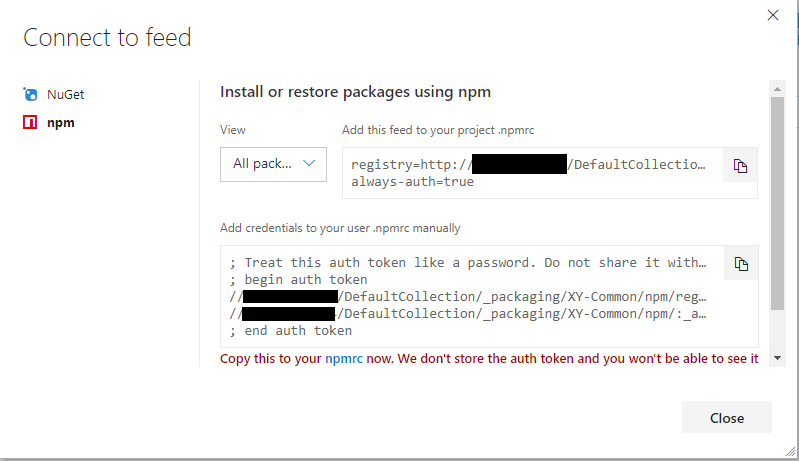 Connect to feed
NuGet
npm
Install or restore packages using npm
View
Add this feed to your project .npmrc
All pack...
registry=http:// /DefaultCollectio...
always-auth=true
Add credentials to your user .npmrc manually
; Treat this auth token like a password. Do not share it with...
; begin auth token
// /DefaultCollection/_packaging/XY-Common/npm/reg...
// /DefaultCollection/_packaging/XY-Common/npm/:_a...
; end auth token
Copy this to your npmrc now. We don't store the auth token and you won't be able to see it
Close